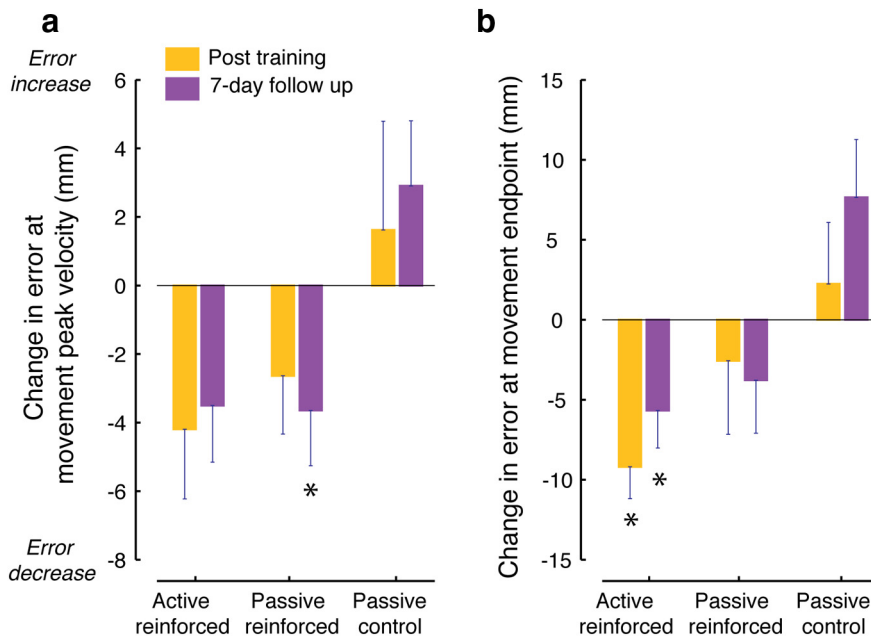 a
Error
increase
Post training
7-day follow up
6
4
2
0
-2
-4
-6
-8
Change in error at
movement peak velocity (mm)
Error
decrease
*
Active
reinforced
Passive
reinforced
Passive
control
b
15
10
5
0
-5
-10
-15
Change in error at movement endpoint (mm)
*
*
Active
reinforced
Passive
reinforced
Passive
control